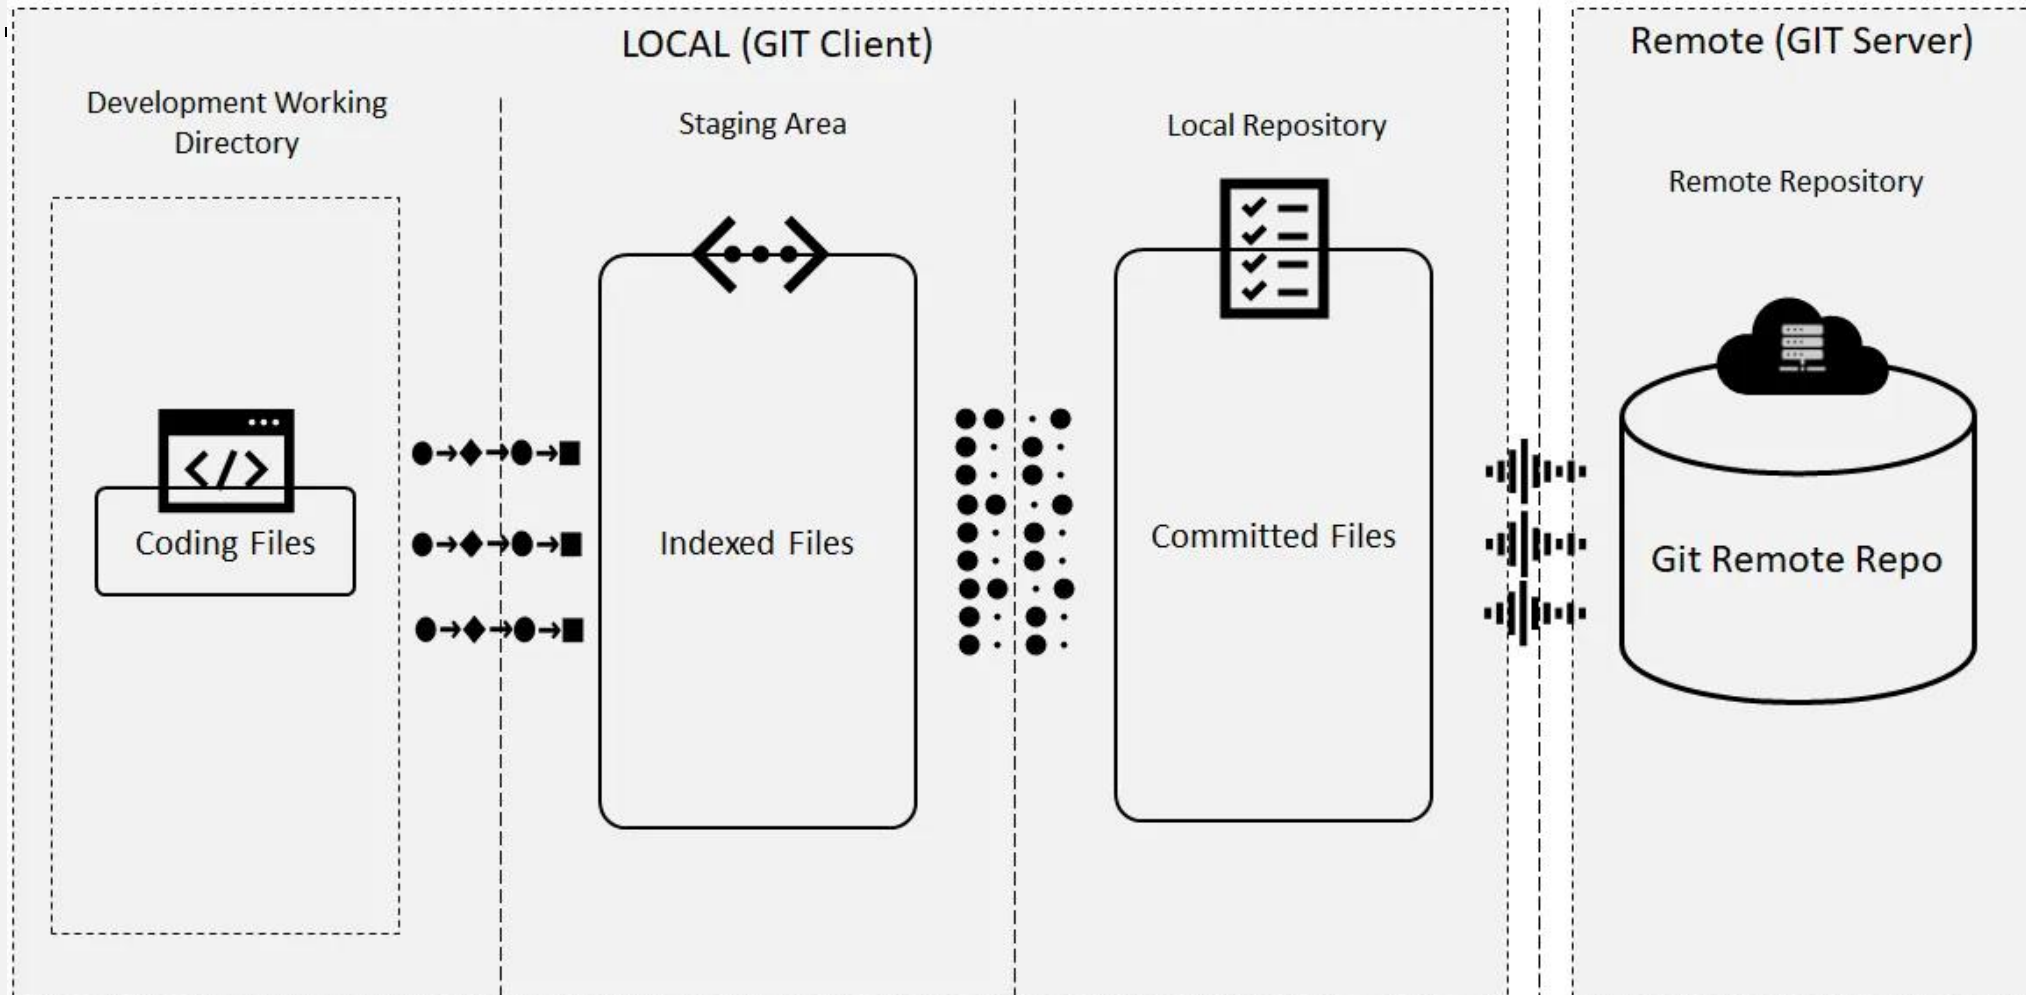 LOCAL (GIT Client)
Remote (GIT Server)
Development Working
Directory
Staging Area
Local Repository
Remote Repository
Coding Files
Indexed Files
Committed Files
Git Remote Repo